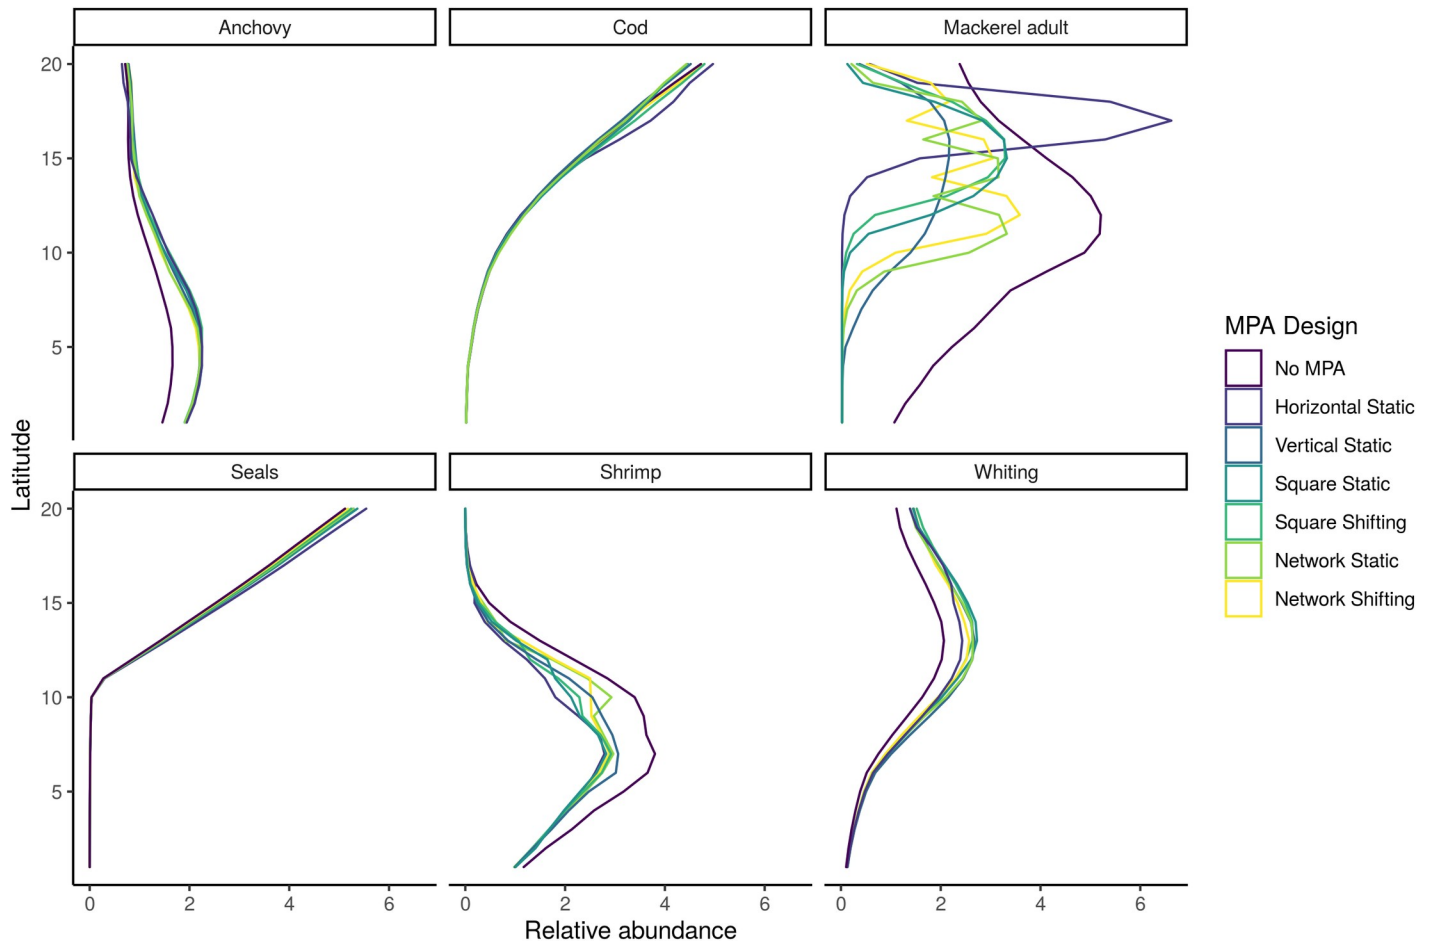 Anchovy
Cod
Mackerel adult
20
15
10
5
Seals
Shrimp
Whiting
20
15
10
5
0 2 4 6
0 2 4 6
0 2 4 6
Latitutde
Relative abundance
MPA Design
No MPA
Horizontal Static
Vertical Static
Square Static
Square Shifting
Network Static
Network Shifting